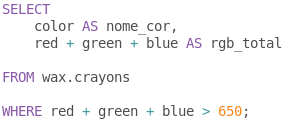 SELECT
    color AS nome_cor,
    red + green + blue AS rgb_total
FROM wax.crayons
WHERE red + green + blue > 650;